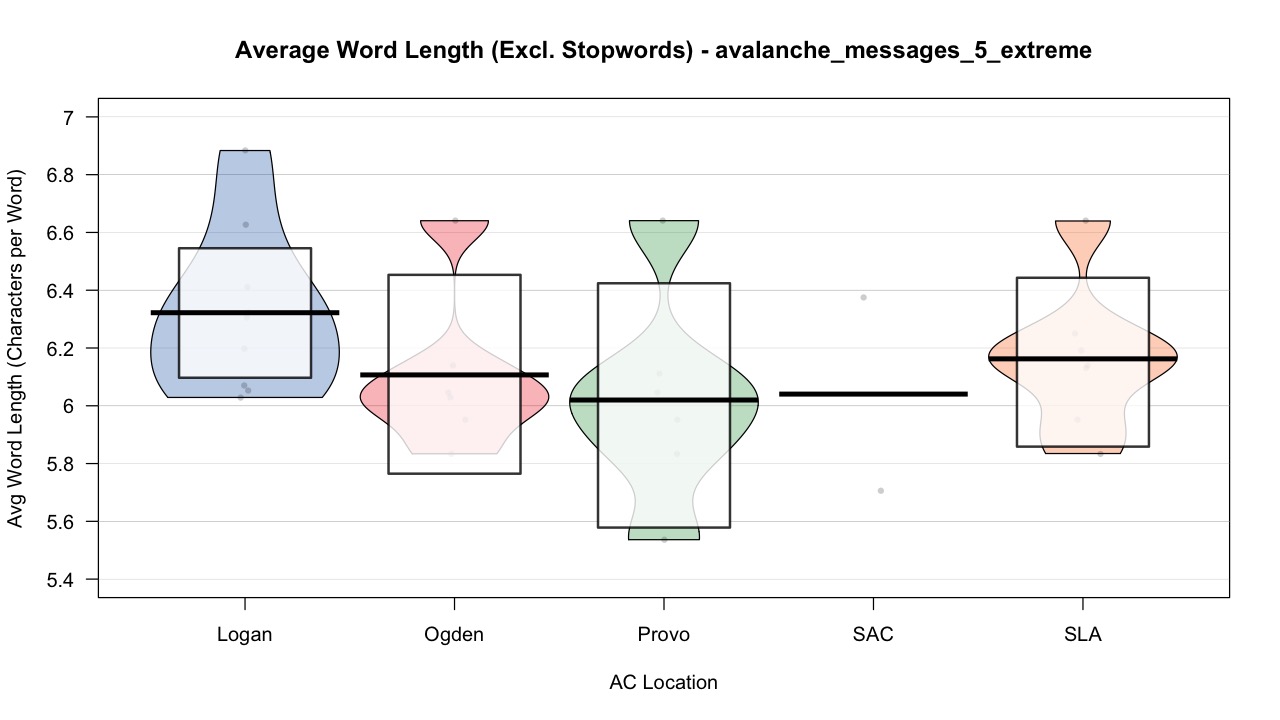 Average Word Length (Excl. Stopwords) - avalanche_messages_5_extreme
Avg Word Length (Characters per Word)
7
6.8
6.6
6.4
6.2
6
5.8
5.6
5.4
Logan
Ogden
Provo
SAC
SLA
AC Location